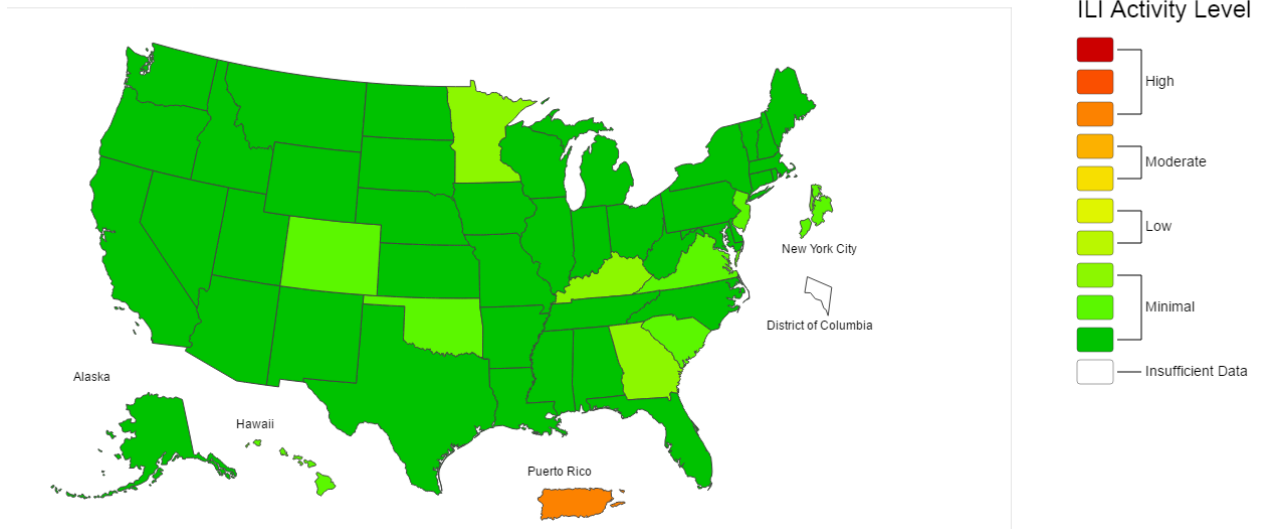 ILI Activity Level
High
Moderate
Low
New York City
Minimal
District of Columbia
Insufficient Data
Alaska
Hawaii
Puerto Rico